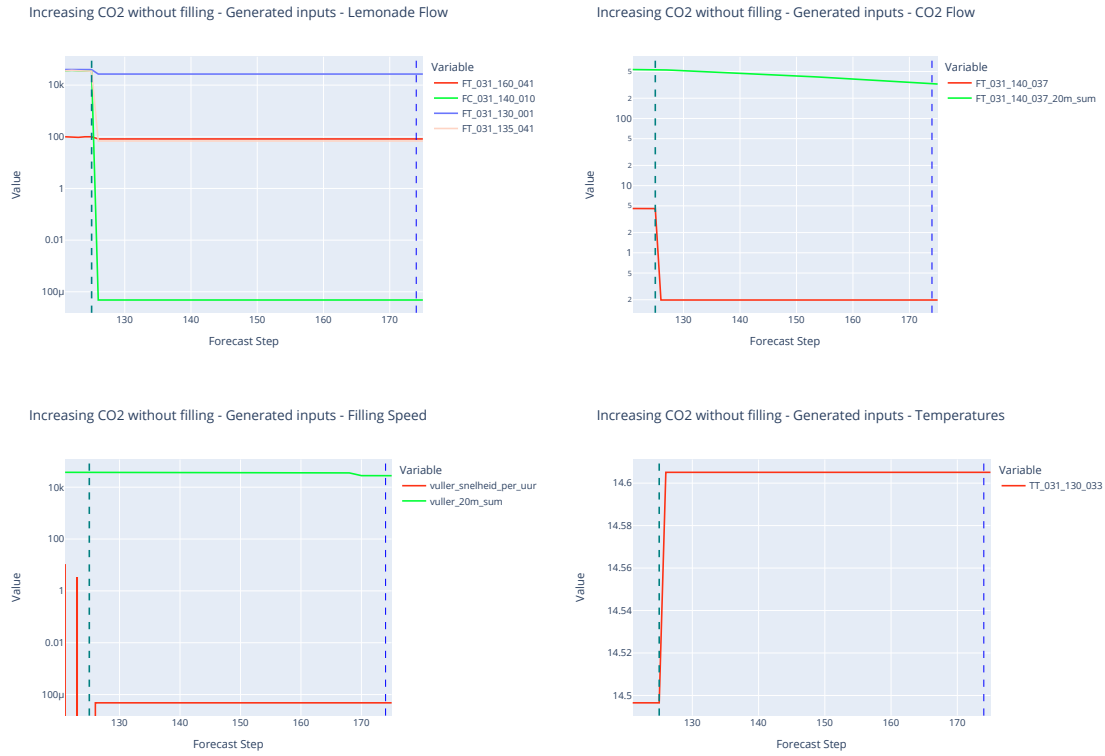 Increasing CO2 without filling - Generated inputs - Lemonade Flow
Variable
FT_031_160_041
FC_031_140_010
FT_031_130_001
FT_031_135_041
10k
100
1
0.01
100μ
Value
130
140
150
160
170
Forecast Step
Increasing CO2 without filling - Generated inputs - CO2 Flow
Variable
FT_031_140_037
FT_031_140_037_20m_sum
5
2
100
5
2
10
5
2
1
5
2
Value
130
140
150
160
170
Forecast Step
Increasing CO2 without filling - Generated inputs - Filling Speed
Variable
vuller_snelheid_per_uur
vuller_20m_sum
10k
100
1
0.01
100μ
Value
130
140
150
160
170
Forecast Step
Increasing CO2 without filling - Generated inputs - Temperatures
Variable
TT_031_130_033
14.6
14.58
14.56
14.54
14.52
14.5
Value
130
140
150
160
170
Forecast Step